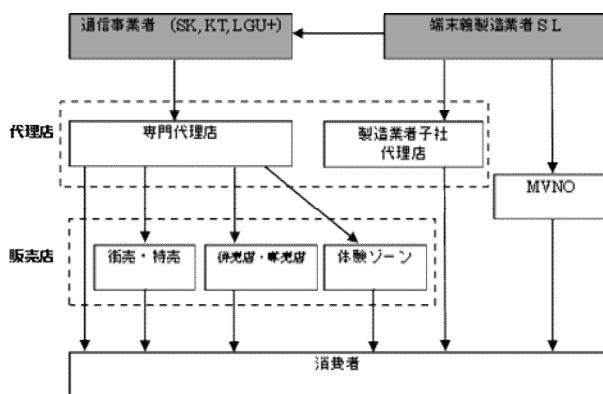 通信事業者 (SK,KT,LGU+)
端末機製造業者SL
代理店
専門代理店
製造業者子社
代理店
MVNO
販売店
街売・特売
併売店・専売店
体験ゾーン
消費者